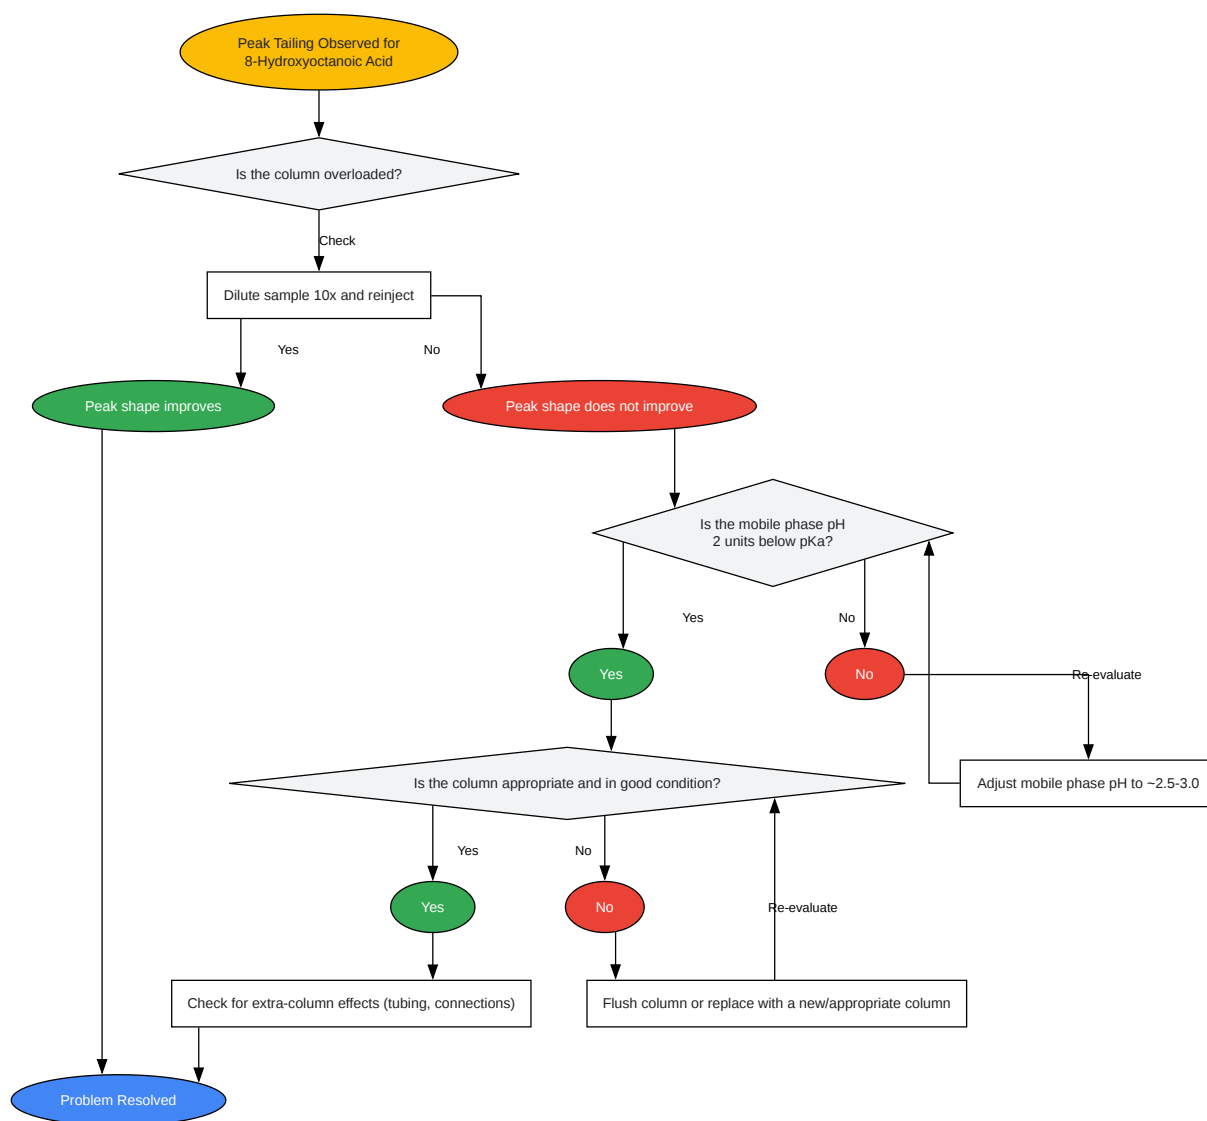 Peak Tailing Observed for
8-Hydroxyoctanoic Acid
Is the column overloaded?
Check
Dilute sample 10x and reinject
Yes
No
Peak shape improves
Peak shape does not improve
Is the mobile phase pH
2 units below pKa?
Yes
No
Yes
No
Re-evaluate
Is the column appropriate and in good condition?
Adjust mobile phase pH to ~2.5-3.0
Yes
No
Yes
No
Re-evaluate
Check for extra-column effects (tubing, connections)
Flush column or replace with a new/appropriate column
Problem Resolved